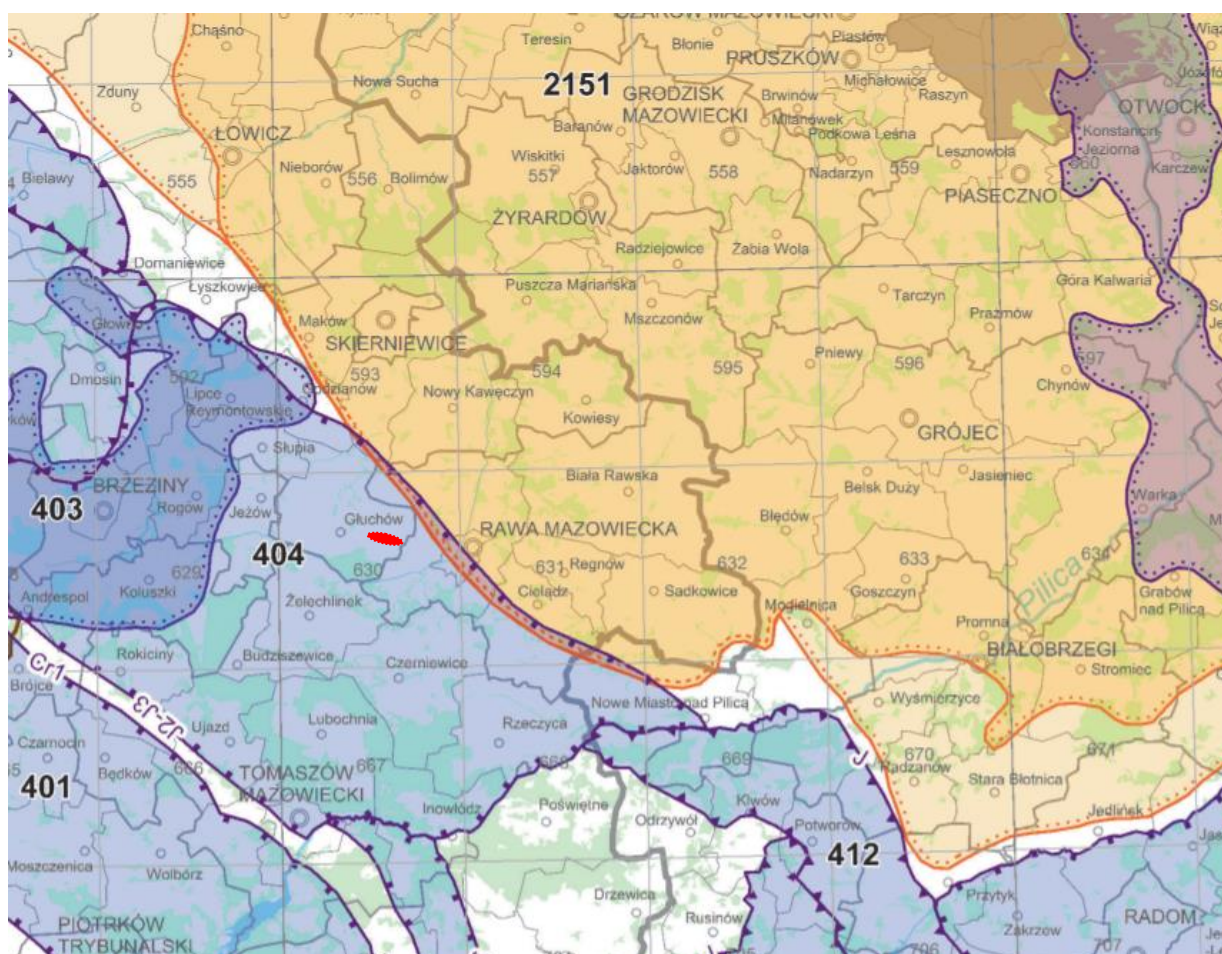 Chąśno
Teresin
Błonie
Piastów
PRUSZKÓW
Michałowice
Raszyn
Zduny
Nowa Sucha
2151
GRODZISK
MAZOWIECKI
Brwinów
Milanówek
Podkowa Leśna
OTWOCK
Konstancin-
Jeziorna
Karczew
ŁOWICZ
Baranów
Nieborów
Wiskitki
Jaktorów
558
Nadarzyn
559
Lesznowola
PIASECZNO
Bielawy
555
556
Bolimów
557
ŻYRARDÓW
Radziejowice
Żabia Wola
Domaniewice
Łyszkowice
Puszcza Mariańska
Mszczonów
Tarczyn
Góra Kalwaria
Prażmów
Maków
SKIERNIEWICE
Pniewy
Dmosin
Lipce
Reymontowskie
Godzianów
593
Nowy Kawęczyn
594
595
596
597
Chynów
Kowiesy
GRÓJEC
Słupia
BRZEZINY
403
Rogów
Jeżów
Głuchów
Biała Rawska
Belsk Duży
Jasieniec
Warka
RAWA MAZOWIECKA
Błędów
404
629
630
631
Regnów
632
633
634
Andrespol
Koluszki
Żelechlinek
Cielądz
Sadkowice
Mogielnica
Goszczyn
Pilica
Grabów
nad Pilicą
Promna
BIAŁOBRZEGI
Stromiec
Rokiciny
Budziszewice
Czerniewice
Cr1
Brójce
J2-J3
Ujazd
Lubochnia
Rzeczyca
Nowe Miasto nad Pilicą
Wyśmierzyce
Czarnocin
401
Będków
666
TOMASZÓW
MAZOWIECKI
667
668
669
J
670
671
Radzanów
Stara Błotnica
Inowłódz
Poświętne
Odrzywół
Klwów
Potworów
412
Jedlińsk
Moszczenica
Wolbórz
Drzewica
Rusinów
Przytyk
Zakrzew
RADOM
707
PIOTRKÓW
TRYBUNALSKI